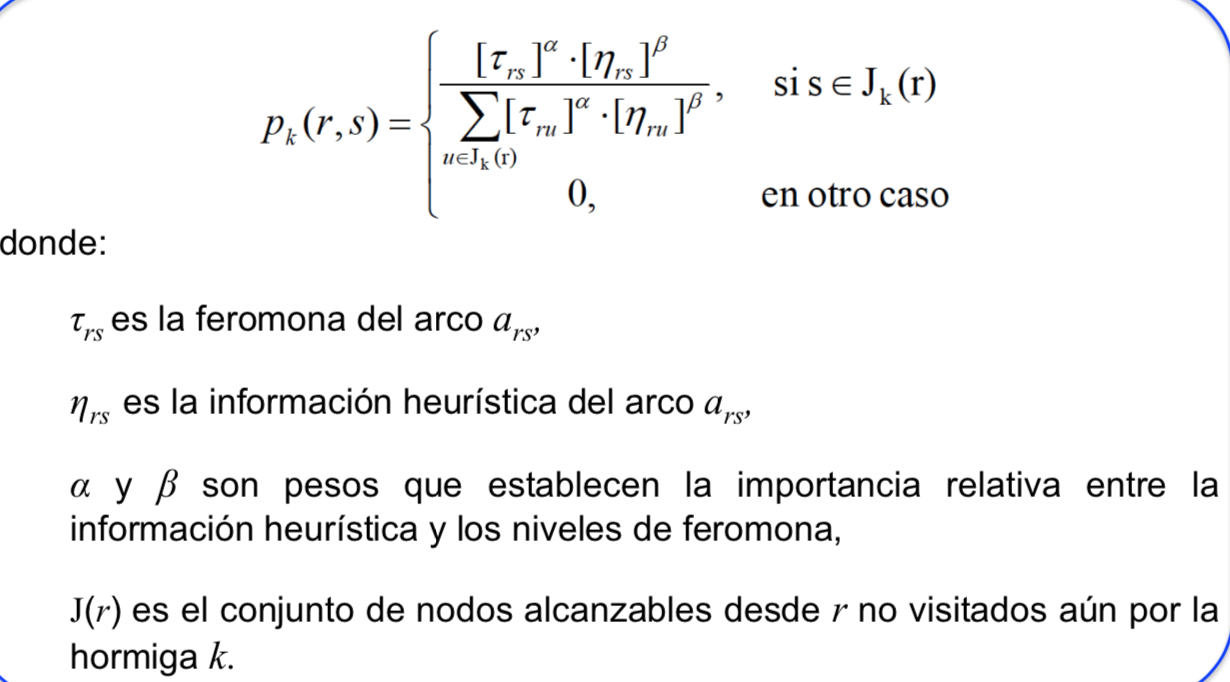 p_k(r,s) = { [τ_rs]^α ·[η_rs]^β / ∑_{u∈J_k(r)} [τ_ru]^α ·[η_ru]^β , si s ∈ J_k(r)
0, en otro caso
donde:
τ_rs es la feromona del arco a_rs,
η_rs es la información heurística del arco a_rs,
α y β son pesos que establecen la importancia relativa entre la
información heurística y los niveles de feromona,
J(r) es el conjunto de nodos alcanzables desde r no visitados aún por la
hormiga k.